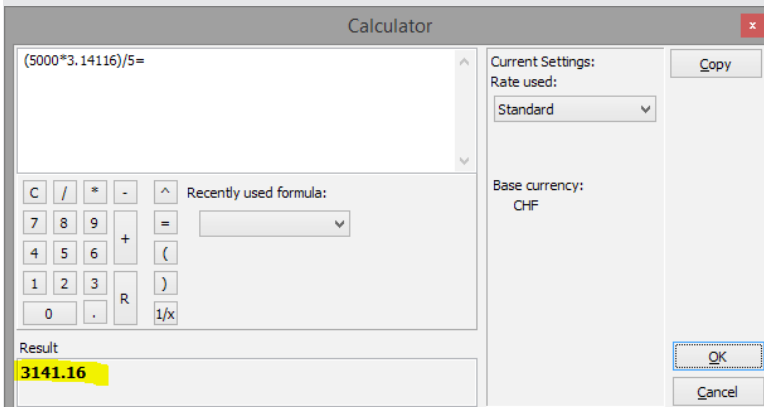 Calculator
x
(5000*3.14116)/5=
Current Settings:
Rate used:
Standard
Copy
Base currency:
CHF
C / * - ^ Recently used formula:
7 8 9 + =
4 5 6 (
1 2 3 R )
0 . 1/x
Result
3141.16
OK
Cancel